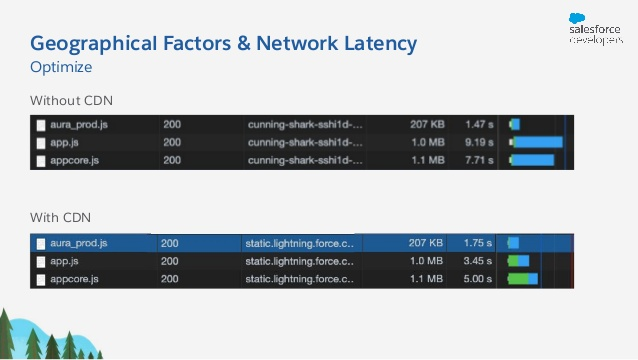 Geographical Factors & Network Latency
salesforce
developers
Optimize
Without CDN
aura_prod.js 200 cunning-shark-sshi1d-... 207 KB 1.47 s
app.js 200 cunning-shark-sshi1d-... 1.0 MB 9.19 s
appcore.js 200 cunning-shark-sshi1d-... 1.1 MB 7.71 s
With CDN
aura_prod.js 200 static.lightning.force.c.. 207 KB 1.75 s
app.js 200 static.lightning.force.c.. 1.0 MB 3.45 s
appcore.js 200 static.lightning.force.c.. 1.1 MB 5.00 s